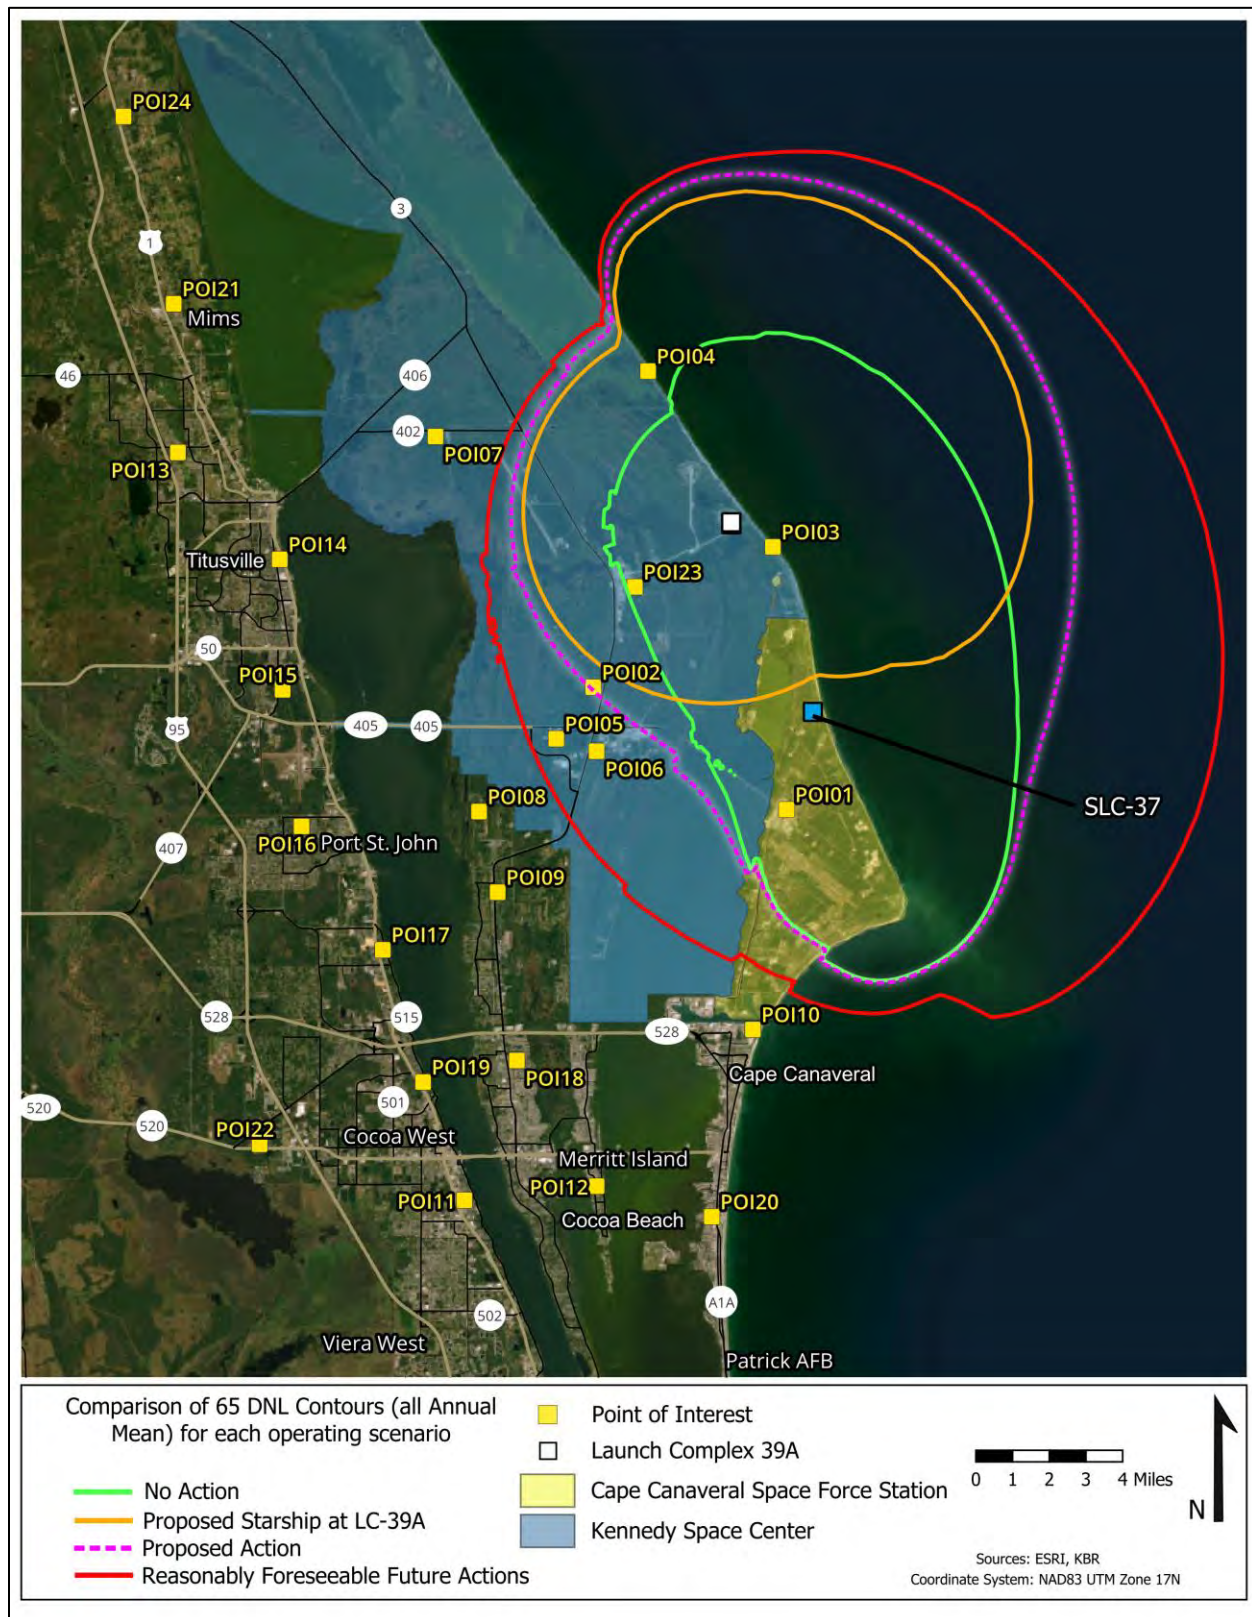 POI24
3
1
POI21
Mims
46
406
POI04
402
POI07
POI13
POI03
POI14
Titusville
POI23
50
POI02
POI15
95
405
405
POI05
POI06
SLC-37
POI08
POI01
407
POI16
Port St. John
POI09
POI17
528
515
528
POI10
POI18
Cape Canaveral
POI19
501
520
520
POI22
Cocoa West
Merritt Island
POI12
POI11
Cocoa Beach
POI20
A1A
502
Viera West
Patrick AFB
Comparison of 65 DNL Contours (all Annual
Mean) for each operating scenario
No Action
Proposed Starship at LC-39A
Proposed Action
Reasonably Foreseeable Future Actions
Point of Interest
Launch Complex 39A
Cape Canaveral Space Force Station
Kennedy Space Center
0 1 2 3 4 Miles
N
Sources: ESRI, KBR
Coordinate System: NAD83 UTM Zone 17N